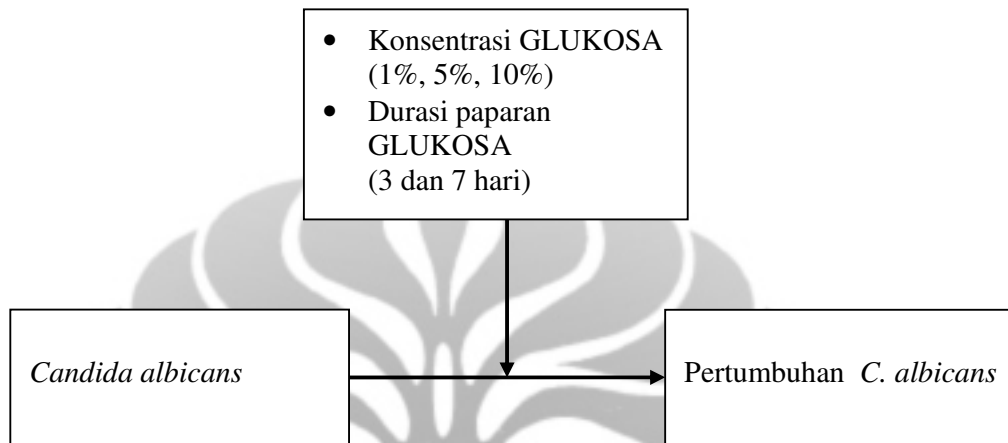 • Konsentrasi GLUKOSA
(1%, 5%, 10%)
• Durasi paparan
GLUKOSA
(3 dan 7 hari)
Candida albicans
Pertumbuhan C. albicans